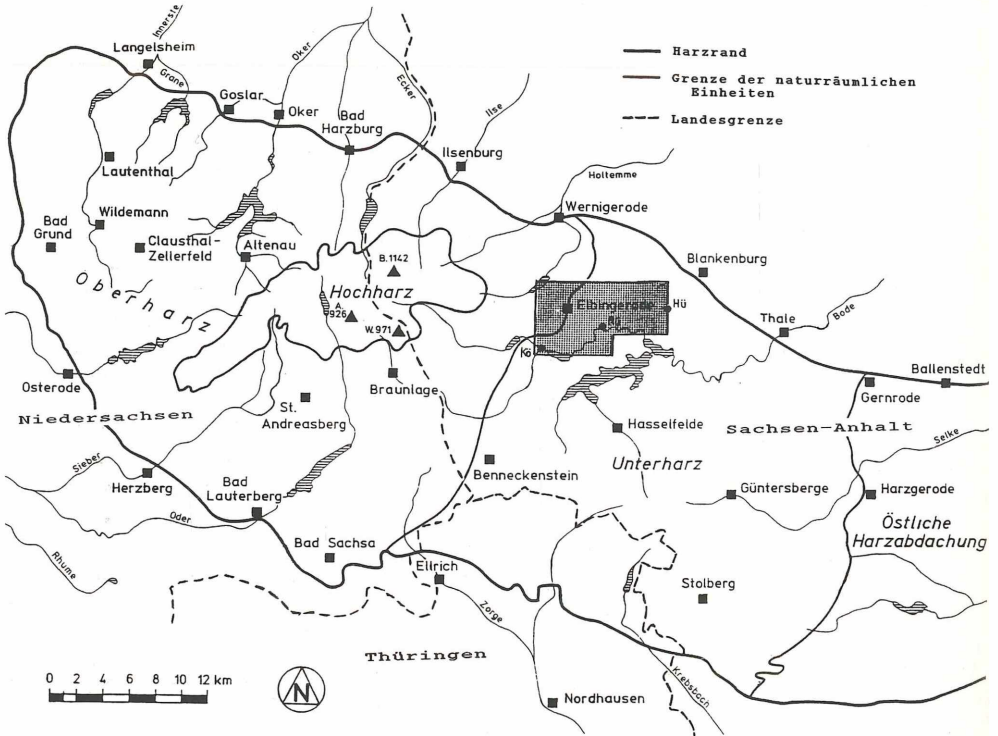 Innerste
Langelsheim
Grane
Oker
Ecker
Goslar
Oker
Bad
Harzburg
Ilse
Ilsenburg
Harzrand
Grenze der naturräumlichen
Einheiten
Landesgrenze
Lautenthal
Holtemme
Wildemann
Wernigerode
Bad
Grund
Clausthal-
Zellerfeld
Altenau
Blankenburg
Oberharz
B.1142
Hochharz
A.
926
W.971
Elbingerode
Hü
Rü
Kö
Thale
Bode
Osterode
Braunlage
Ballenstedt
Gernrode
Niedersachsen
St.
Andreasberg
Hasselfelde
Sachsen-Anhalt
Selke
Sieber
Herzberg
Bad
Lauterberg
Benneckenstein
Unterharz
Güntersberge
Harzgerode
Oder
Östliche
Harzabdachung
Rhume
Bad Sachsa
Ellrich
Stolberg
Zorge
Thüringen
Krebsbach
0 2 4 6 8 10 12 km
N
Nordhausen